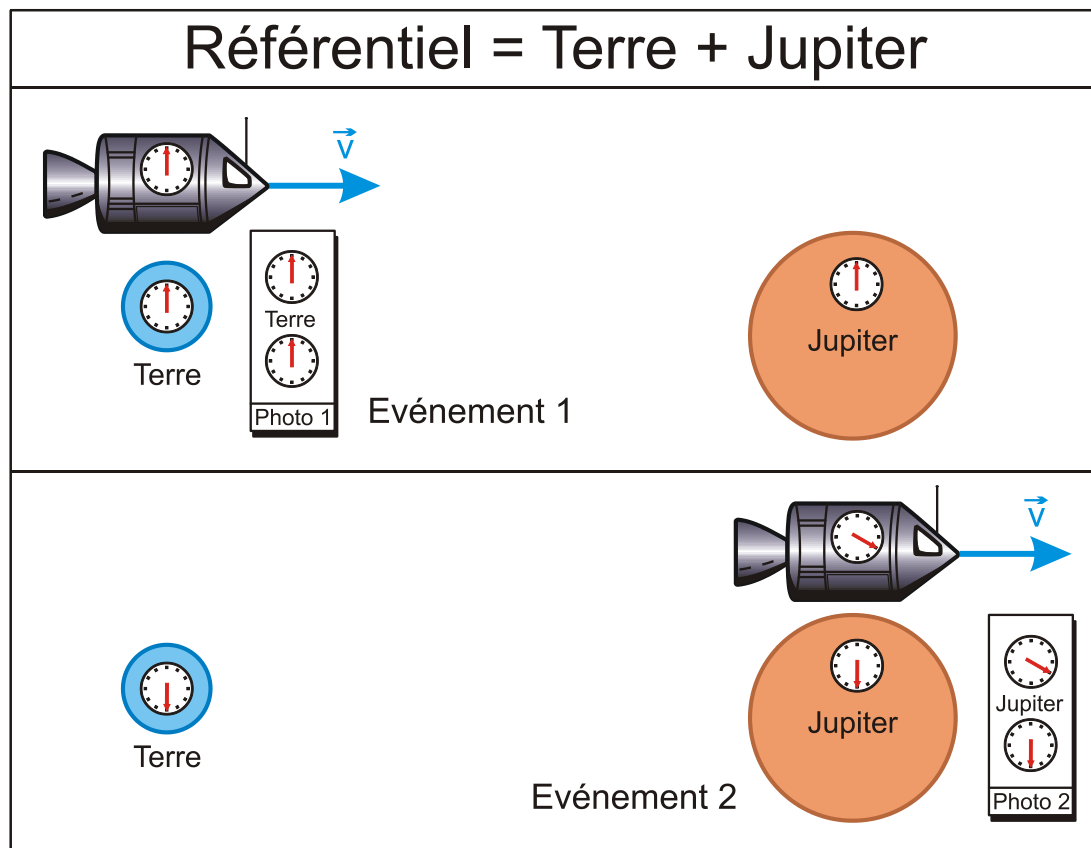 Référentiel = Terre + Jupiter
v
Terre
Terre
Photo 1
Evénement 1
Jupiter
v
Terre
Jupiter
Jupiter
Photo 2
Evénement 2